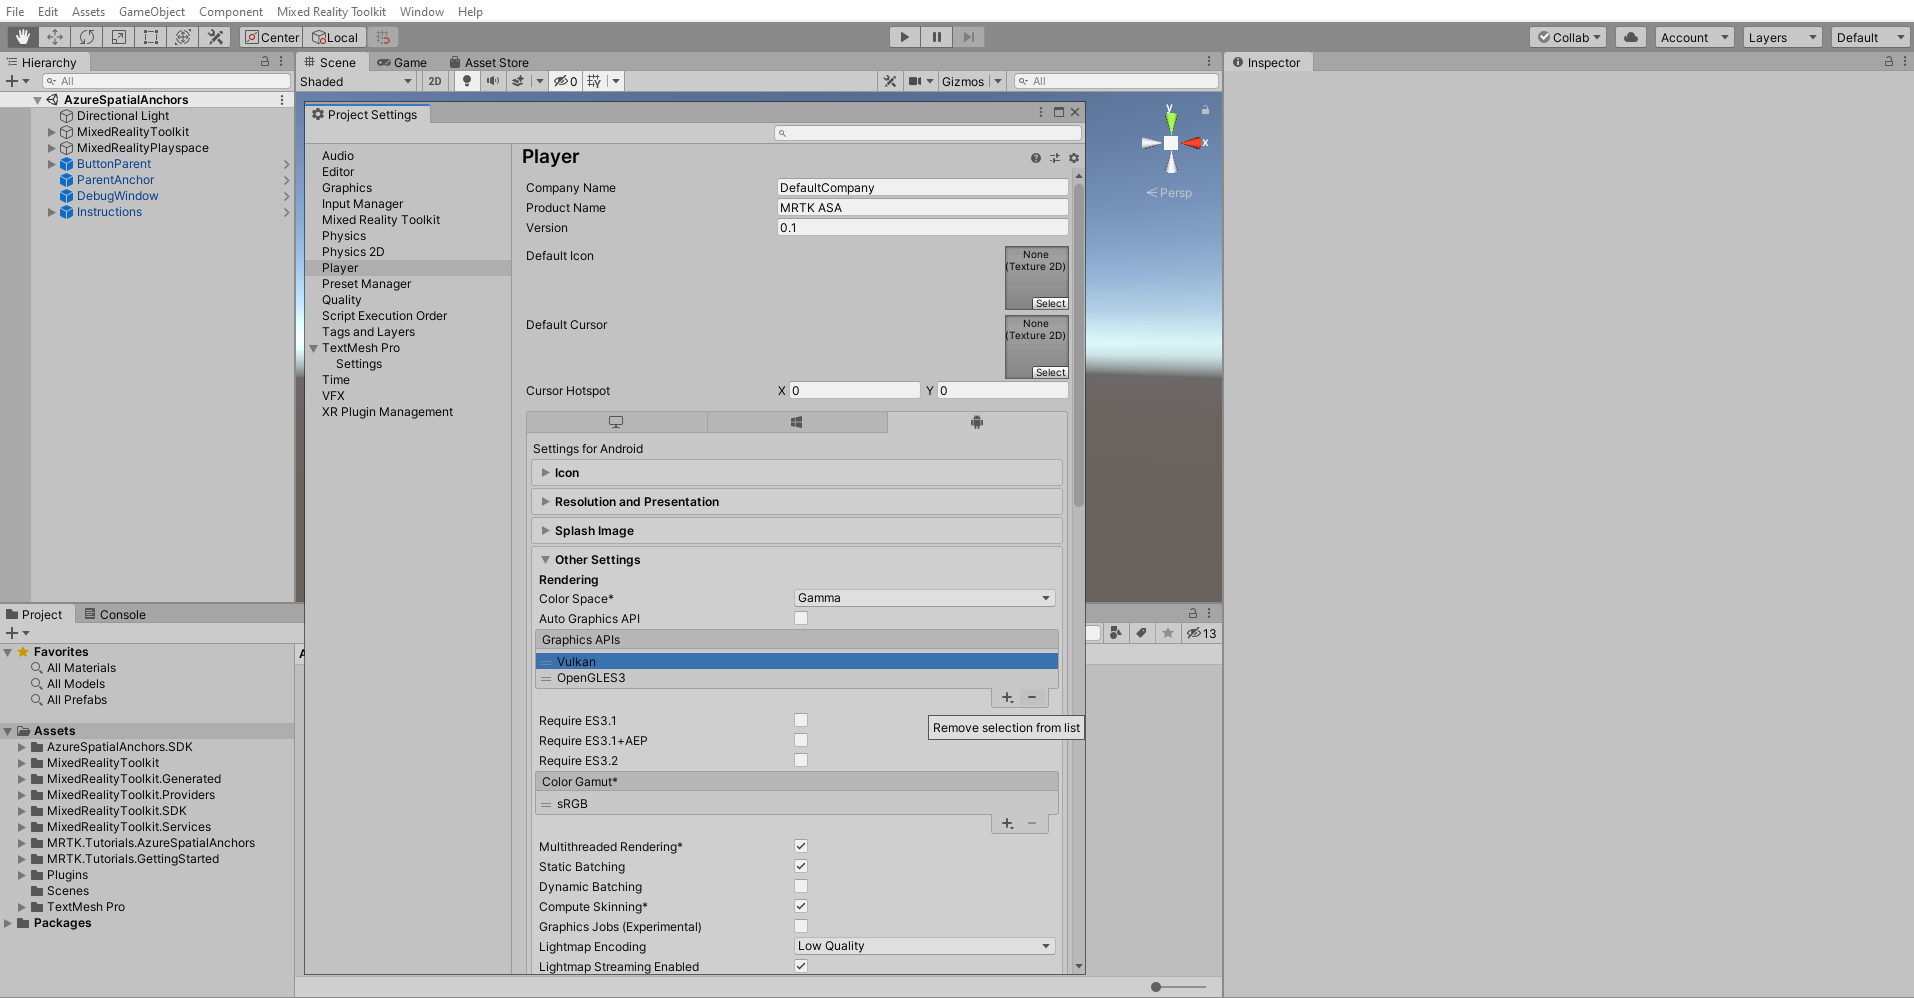 File Edit Assets GameObject Component Mixed Reality Toolkit Window Help
Center Local Collab Account Layers Default
Hierarchy
All
AzureSpatialAnchors
Directional Light
MixedRealityToolkit
MixedRealityPlayspace
ButtonParent
ParentAnchor
DebugWindow
Instructions
Scene Game Asset Store
Shaded 2D 0 Gizmos All
y
x
Persp
Inspector
Project Settings
Audio
Editor
Graphics
Input Manager
Mixed Reality Toolkit
Physics
Physics 2D
Player
Preset Manager
Quality
Script Execution Order
Tags and Layers
TextMesh Pro
Settings
Time
VFX
XR Plugin Management
Player
Company Name DefaultCompany
Product Name MRTK ASA
Version 0.1
Default Icon
None
(Texture 2D)
Select
Default Cursor
None
(Texture 2D)
Select
Cursor Hotspot X 0 Y 0
Settings for Android
Icon
Resolution and Presentation
Splash Image
Other Settings
Rendering
Color Space* Gamma
Auto Graphics API
Graphics APIs
Vulkan
OpenGLES3
Require ES3.1
Remove selection from list
Require ES3.1+AEP
Require ES3.2
Color Gamut*
sRGB
Multithreaded Rendering*
Static Batching
Dynamic Batching
Compute Skinning*
Graphics Jobs (Experimental)
Lightmap Encoding Low Quality
Lightmap Streaming Enabled
Project Console
13
Favorites
All Materials
All Models
All Prefabs
Assets
AzureSpatialAnchors.SDK
MixedRealityToolkit
MixedRealityToolkit.Generated
MixedRealityToolkit.Providers
MixedRealityToolkit.SDK
MixedRealityToolkit.Services
MRTK.Tutorials.AzureSpatialAnchors
MRTK.Tutorials.GettingStarted
Plugins
Scenes
TextMesh Pro
Packages